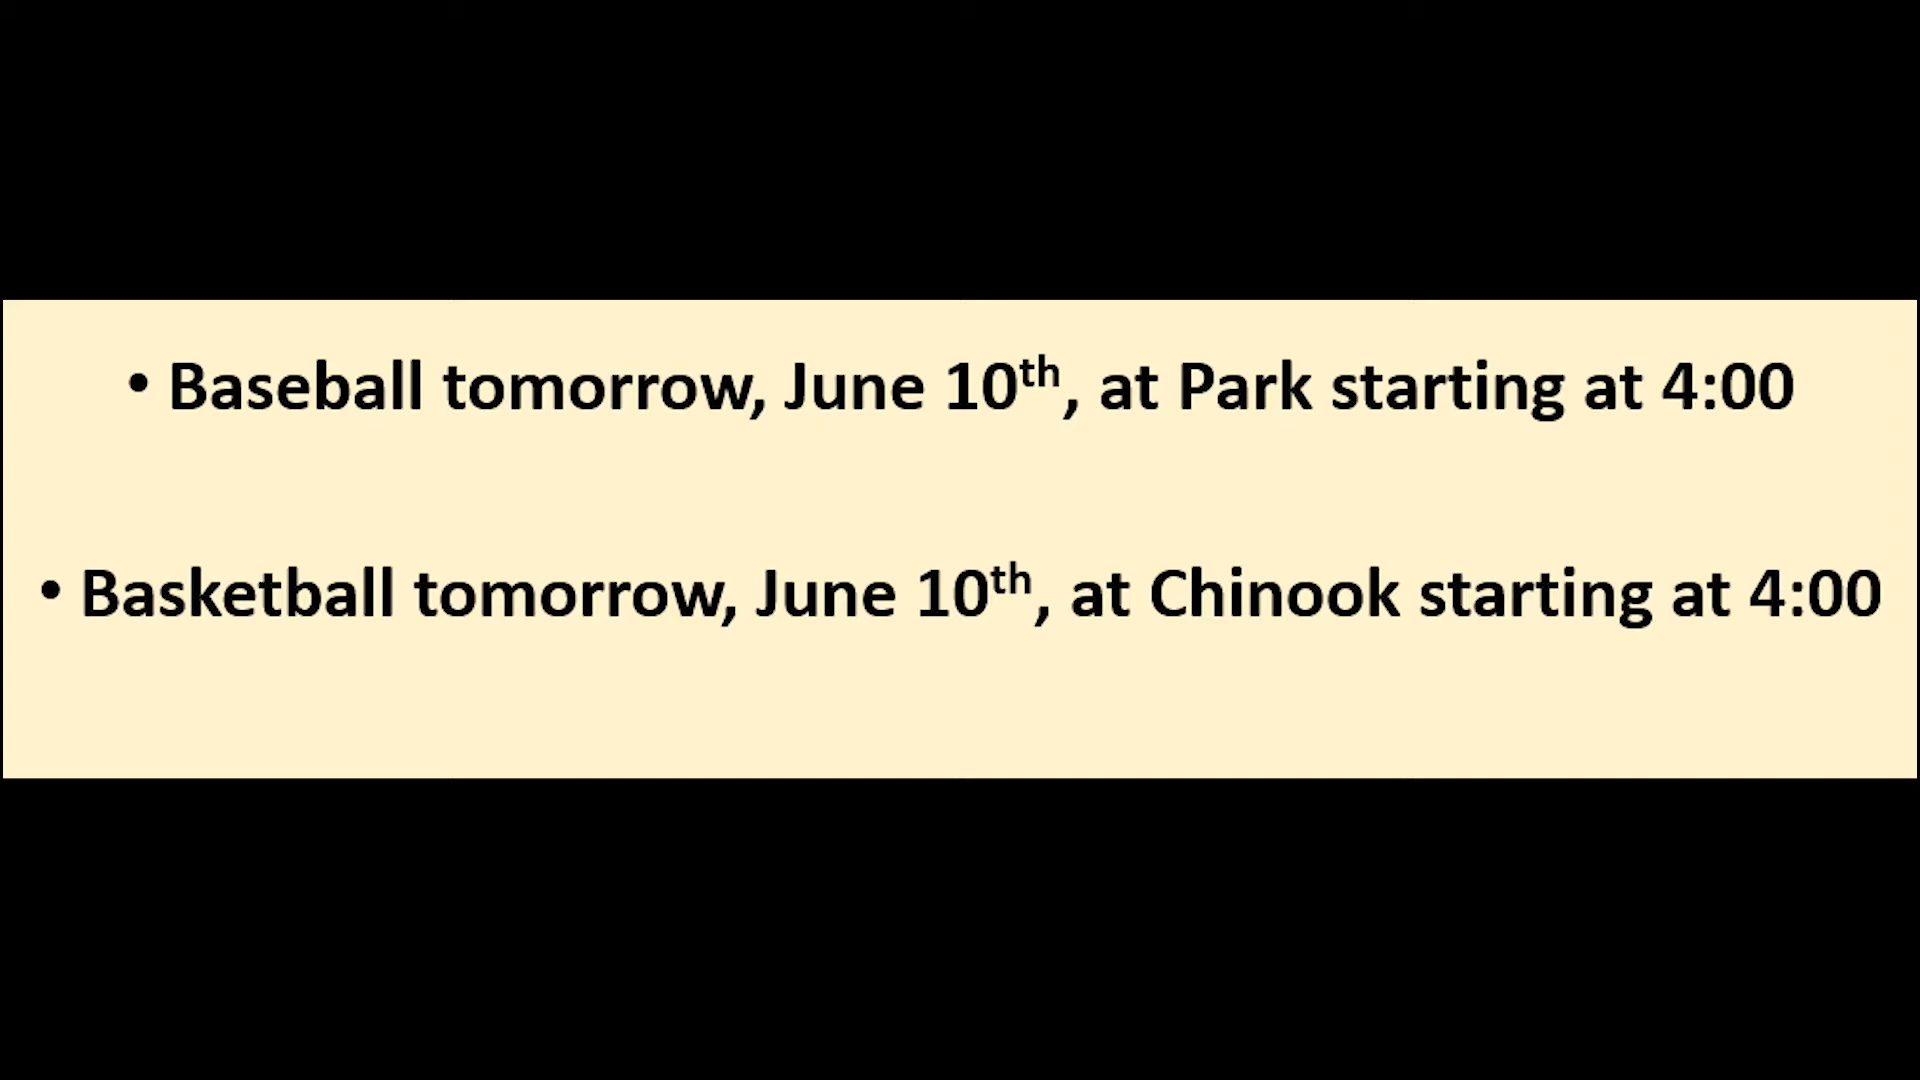 • Baseball tomorrow, June 10th, at Park starting at 4:00
• Basketball tomorrow, June 10th, at Chinook starting at 4:00